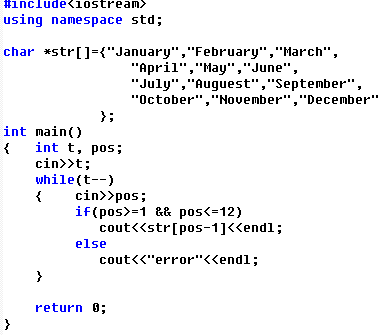 #include<iostream>
using namespace std;
char *str[]={"January","February","March",
"April","May","June",
"July","Auguest","September",
"October","November","December"
};
int main()
{ int t, pos;
cin>>t;
while(t--)
{ cin>>pos;
if(pos>=1 && pos<=12)
cout<<str[pos-1]<<endl;
else
cout<<"error"<<endl;
}
return 0;
}